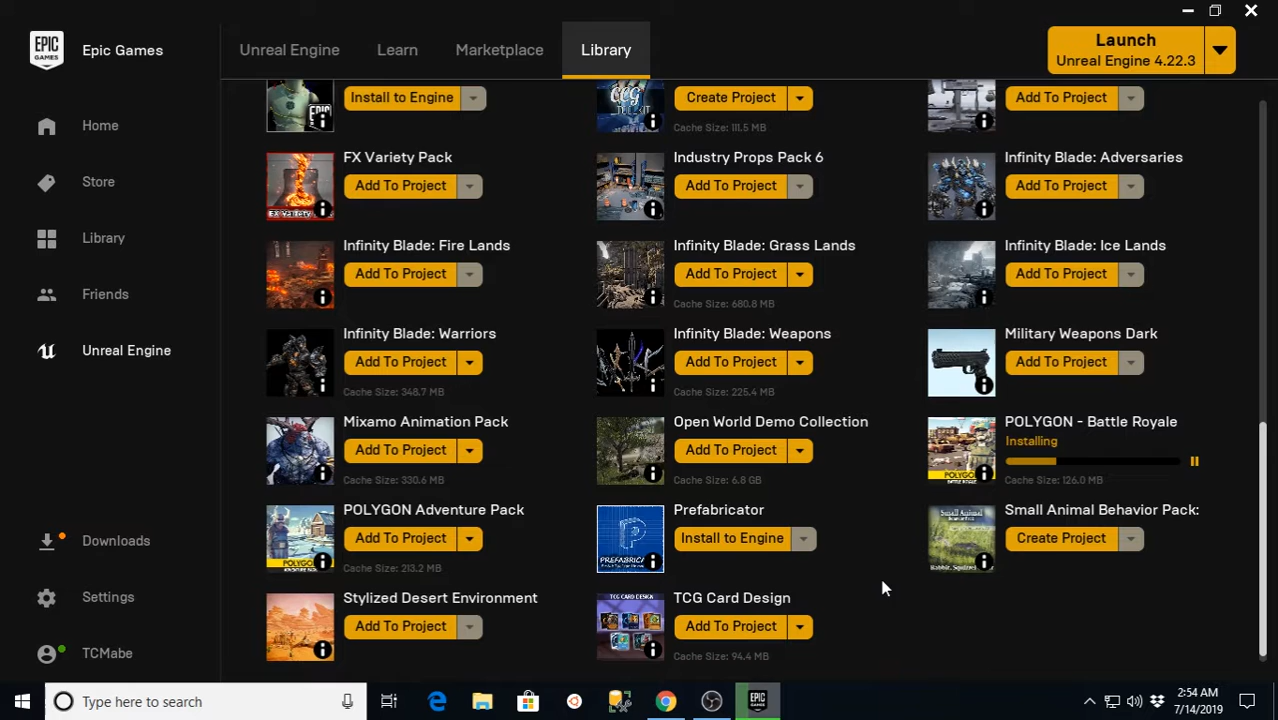 EPIC GAMES
Epic Games
Unreal Engine
Learn
Marketplace
Library
Launch
Unreal Engine 4.22.3
Home
Store
Library
Friends
Unreal Engine
Downloads
Settings
TCMabe
EPIC
Install to Engine
Create Project
Cache Size: 111.5 MB
Add To Project
FX Variety Pack
Add To Project
Industry Props Pack 6
Add To Project
Infinity Blade: Adversaries
Add To Project
Infinity Blade: Fire Lands
Add To Project
Infinity Blade: Grass Lands
Add To Project
Cache Size: 680.8 MB
Infinity Blade: Ice Lands
Add To Project
Infinity Blade: Warriors
Add To Project
Cache Size: 348.7 MB
Infinity Blade: Weapons
Add To Project
Cache Size: 225.4 MB
Military Weapons Dark
Add To Project
Mixamo Animation Pack
Add To Project
Cache Size: 330.6 MB
Open World Demo Collection
Add To Project
Cache Size: 6.8 GB
POLYGON - Battle Royale
Installing
Cache Size: 126.0 MB
POLYGON Adventure Pack
Add To Project
Cache Size: 213.2 MB
Prefabricator
Install to Engine
Small Animal Behavior Pack:
Create Project
Stylized Desert Environment
Add To Project
TCG CARD DESIGN
TCG Card Design
Add To Project
Cache Size: 94.4 MB
Type here to search
2:54 AM
7/14/2019